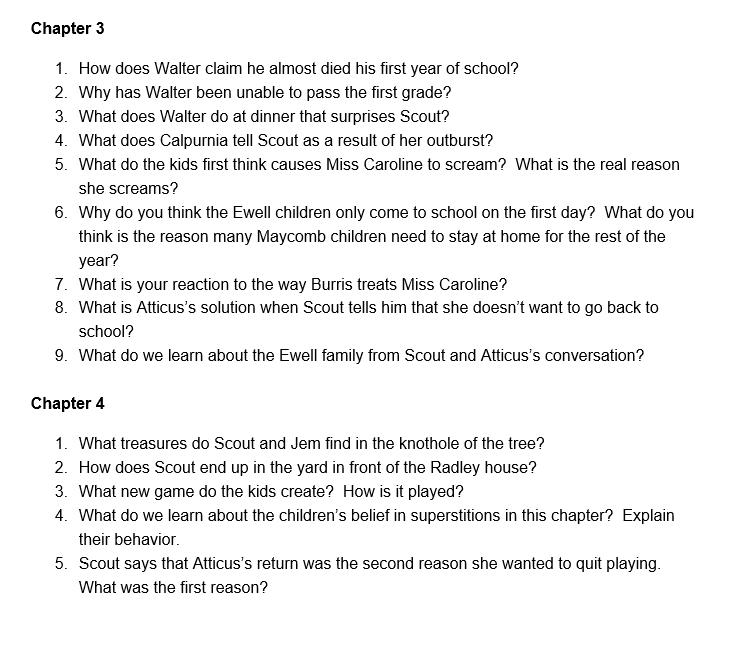 Chapter 3
1. How does Walter claim he almost died his first year of school?
2. Why has Walter been unable to pass the first grade?
3. What does Walter do at dinner that surprises Scout?
4. What does Calpurnia tell Scout as a result of her outburst?
5. What do the kids first think causes Miss Caroline to scream?  What is the real reason
she screams?
6. Why do you think the Ewell children only come to school on the first day?  What do you
think is the reason many Maycomb children need to stay at home for the rest of the
year?
7. What is your reaction to the way Burris treats Miss Caroline?
8. What is Atticus’s solution when Scout tells him that she doesn’t want to go back to
school?
9. What do we learn about the Ewell family from Scout and Atticus’s conversation?
Chapter 4
1. What treasures do Scout and Jem find in the knothole of the tree?
2. How does Scout end up in the yard in front of the Radley house?
3. What new game do the kids create?  How is it played?
4. What do we learn about the children’s belief in superstitions in this chapter?  Explain
their behavior.
5. Scout says that Atticus’s return was the second reason she wanted to quit playing.
What was the first reason?